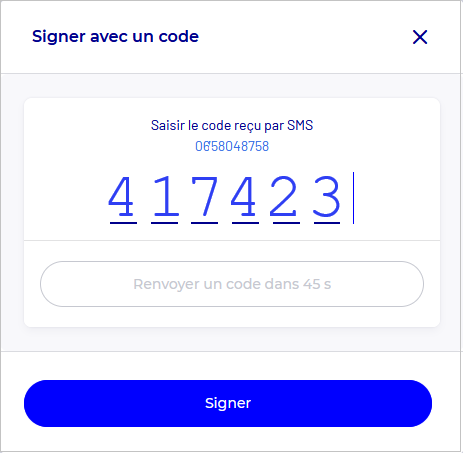 Signer avec un code
Saisir le code reçu par SMS
0658048758
417423
Renvoyer un code dans 45 s
Signer